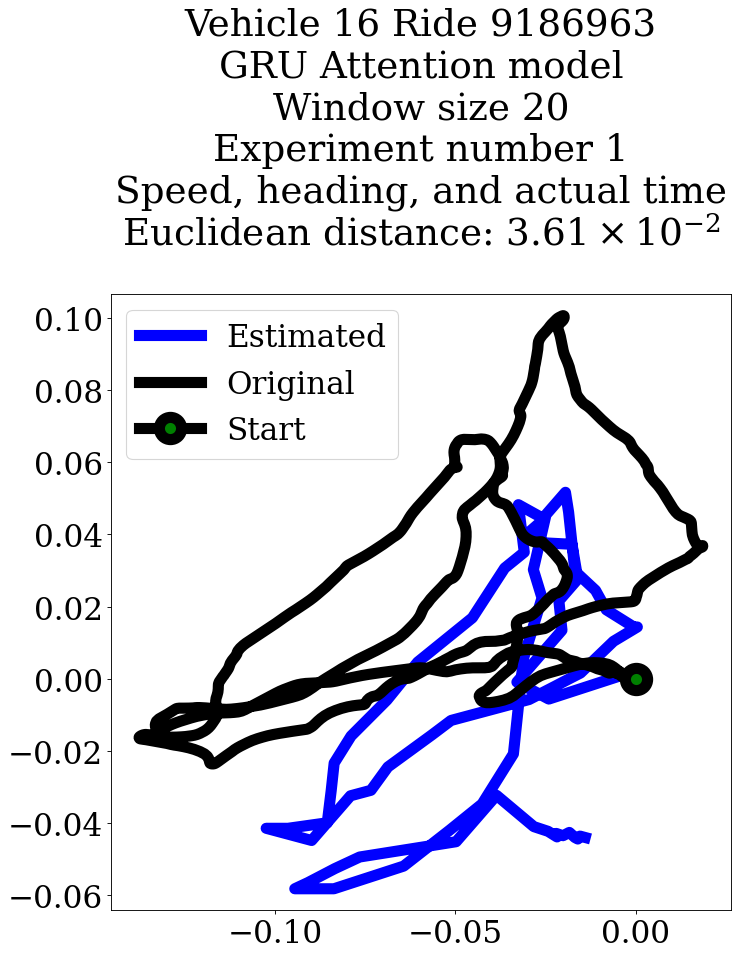 Vehicle 16 Ride 9186963
GRU Attention model
Window size 20
Experiment number 1
Speed, heading, and actual time
Euclidean distance: 3.61 × 10⁻²
Estimated
Original
Start
0.10
0.08
0.06
0.04
0.02
0.00
−0.02
−0.04
−0.06
−0.10
−0.05
0.00